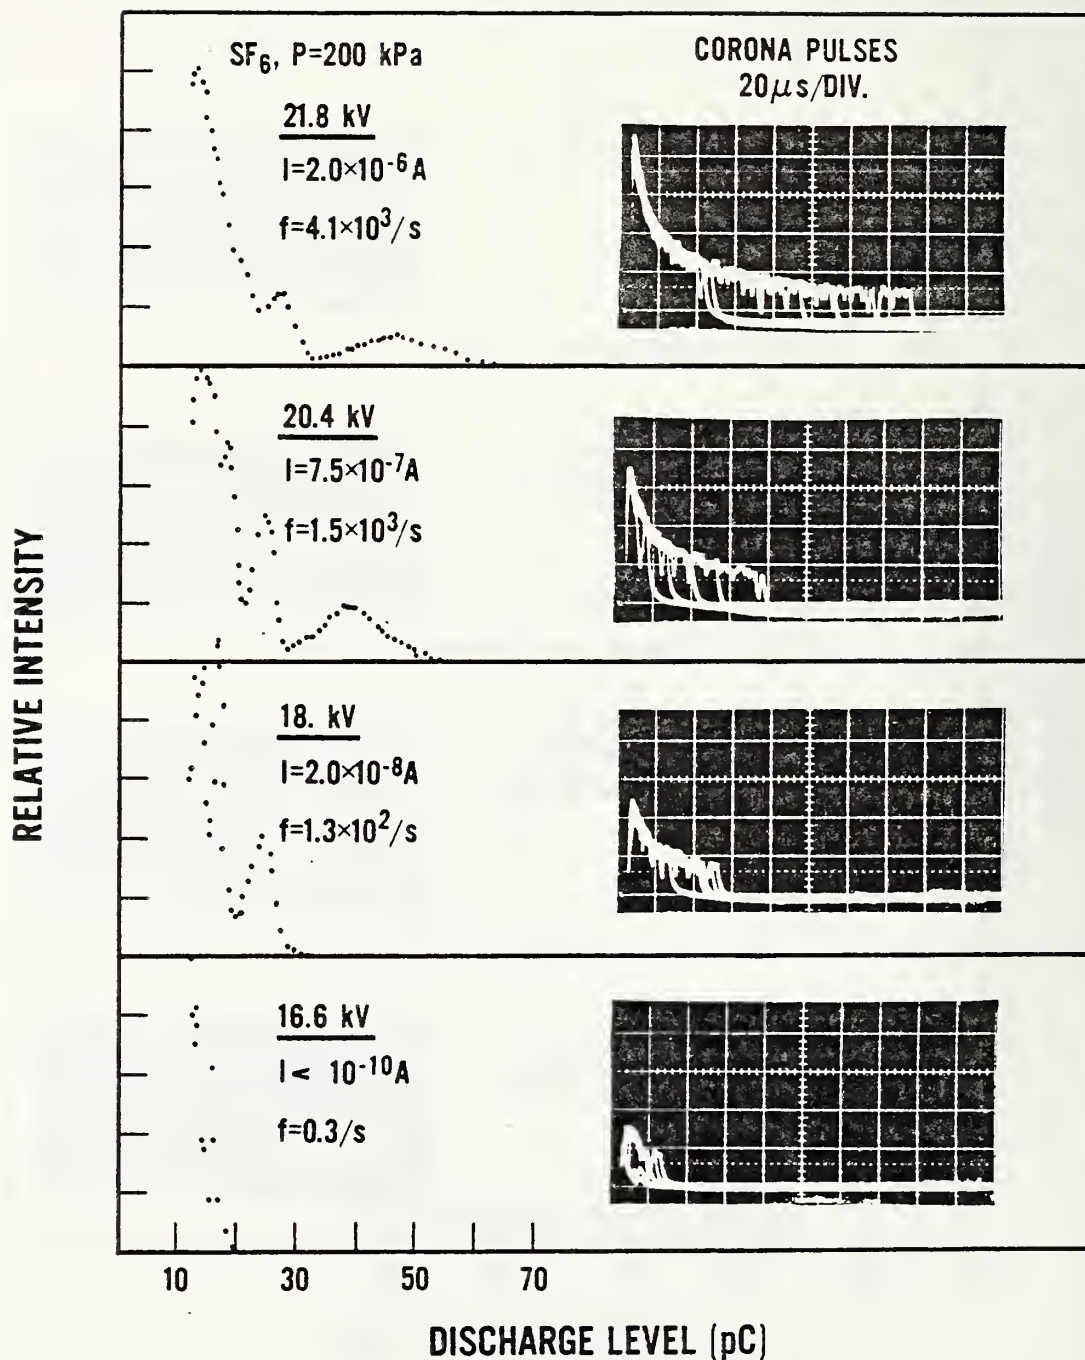 SF6, P=200 kPa
CORONA PULSES
20μs/DIV.
21.8 kV
I=2.0×10-6A
f=4.1×103/s
20.4 kV
I=7.5×10-7A
f=1.5×103/s
18. kV
I=2.0×10-8A
f=1.3×102/s
16.6 kV
I< 10-10A
f=0.3/s
RELATIVE INTENSITY
10 30 50 70
DISCHARGE LEVEL (pC)